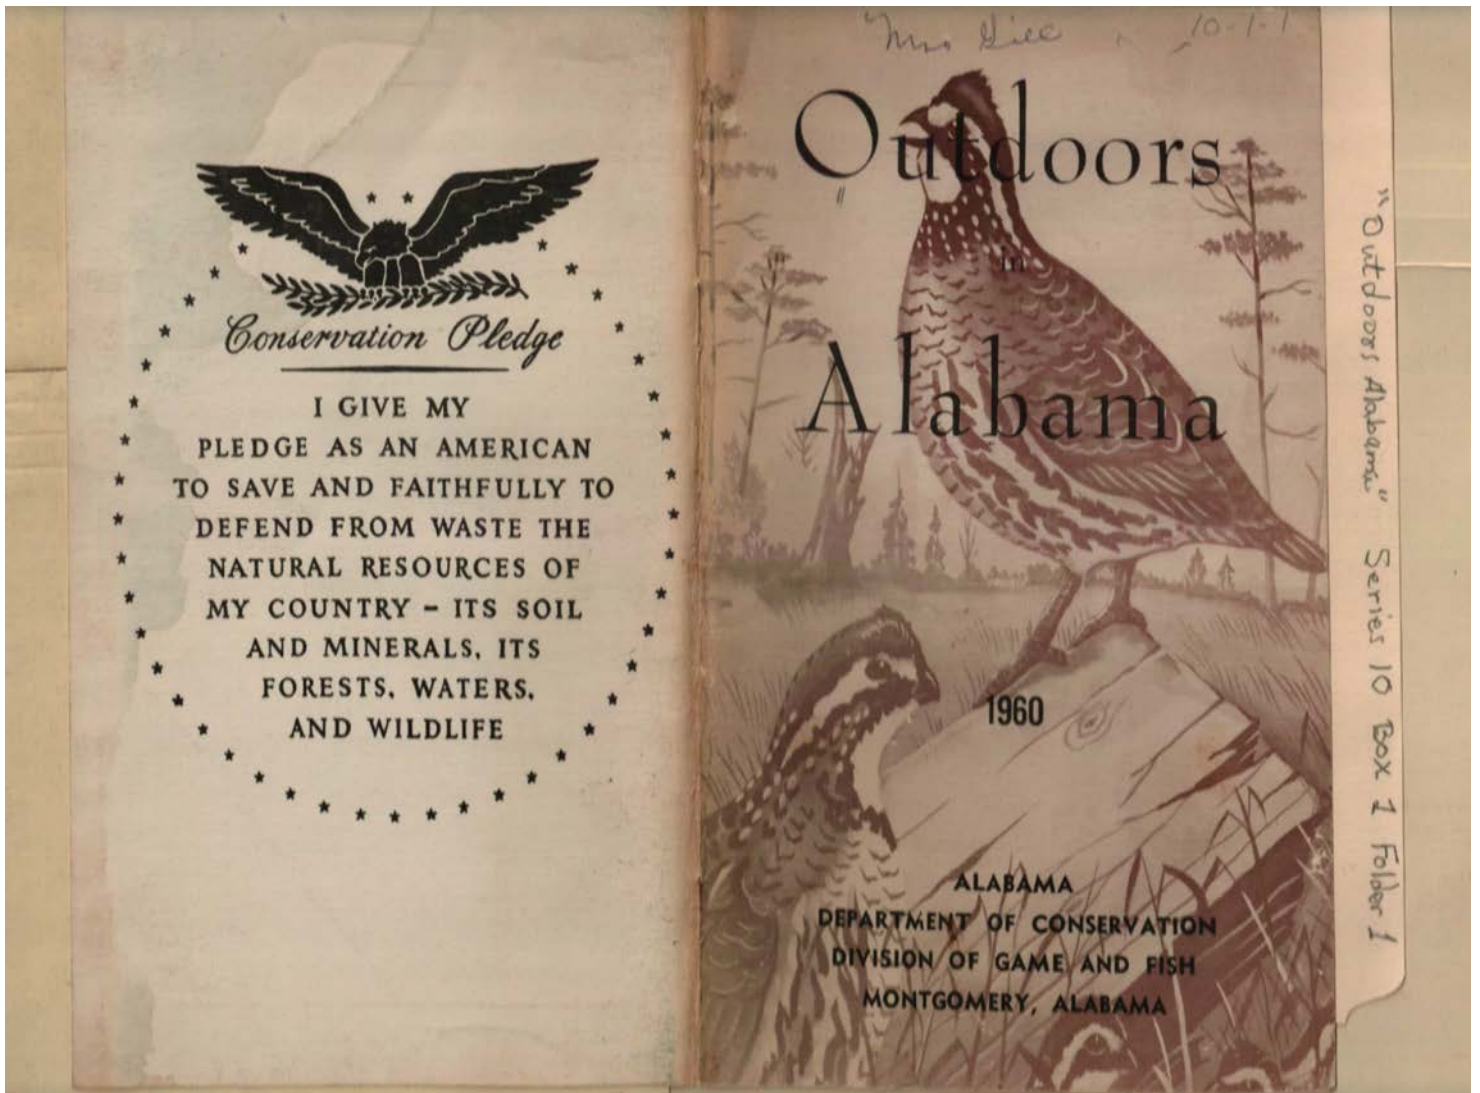 Conservation Pledge
I GIVE MY
PLEDGE AS AN AMERICAN
TO SAVE AND FAITHFULLY TO
DEFEND FROM WASTE THE
NATURAL RESOURCES OF
MY COUNTRY – ITS SOIL
AND MINERALS, ITS
FORESTS, WATERS,
AND WILDLIFE
Outdoors
in
Alabama
1960
ALABAMA
DEPARTMENT OF CONSERVATION
DIVISION OF GAME AND FISH
MONTGOMERY, ALABAMA
"Outdoors Alabama" Series 10 Box 1 Folder 1